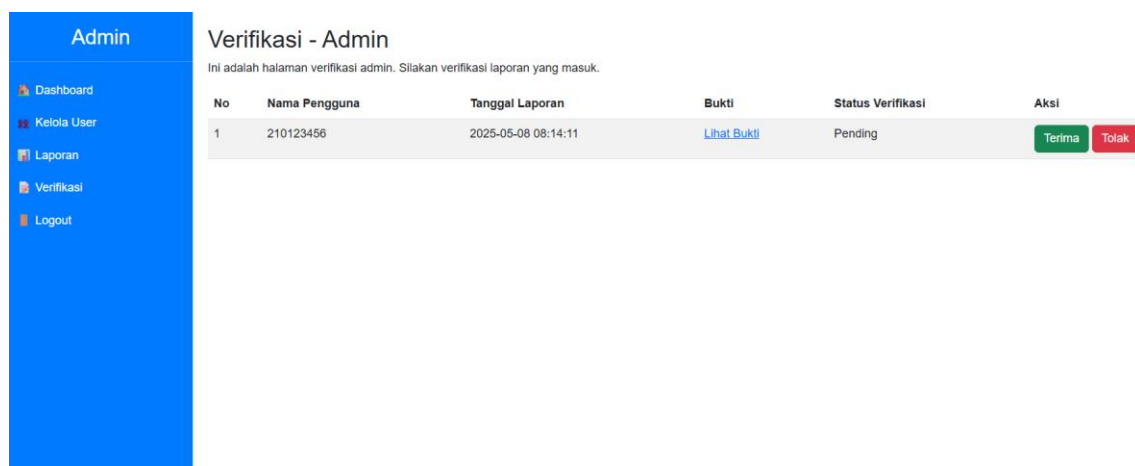 Admin
Dashboard
Kelola User
Laporan
Verifikasi
Logout
Verifikasi - Admin
Ini adalah halaman verifikasi admin. Silakan verifikasi laporan yang masuk.
No Nama Pengguna Tanggal Laporan Bukti Status Verifikasi Aksi
1 210123456 2025-05-08 08:14:11 Lihat Bukti Pending Terima Tolak